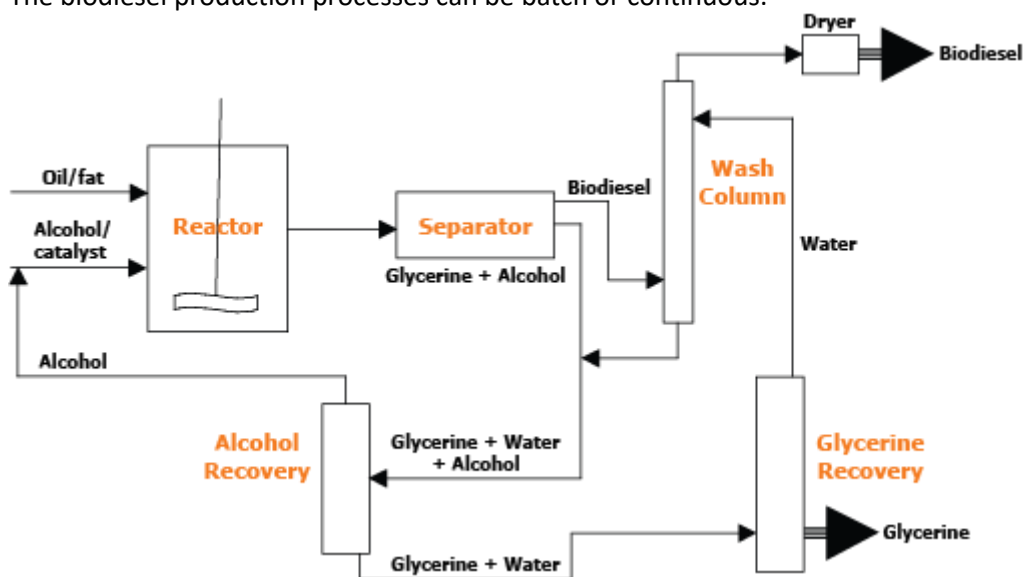 The biodiesel production processes can be batch or continuous.
Dryer
Biodiesel
Oil/fat
Alcohol/
catalyst
Reactor
Separator
Biodiesel
Wash
Column
Glycerine + Alcohol
Water
Alcohol
Alcohol
Recovery
Glycerine + Water
+ Alcohol
Glycerine
Recovery
Glycerine
Glycerine + Water